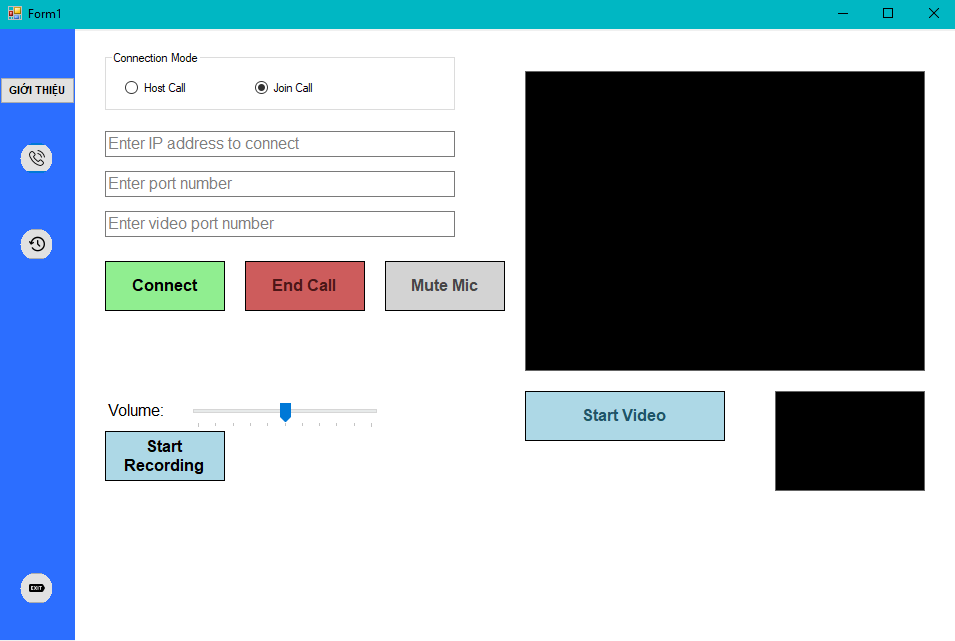 Form1
GIỚI THIỆU
Connection Mode
Host Call
Join Call
Enter IP address to connect
Enter port number
Enter video port number
Connect
End Call
Mute Mic
Volume:
Start
Recording
Start Video
EXIT